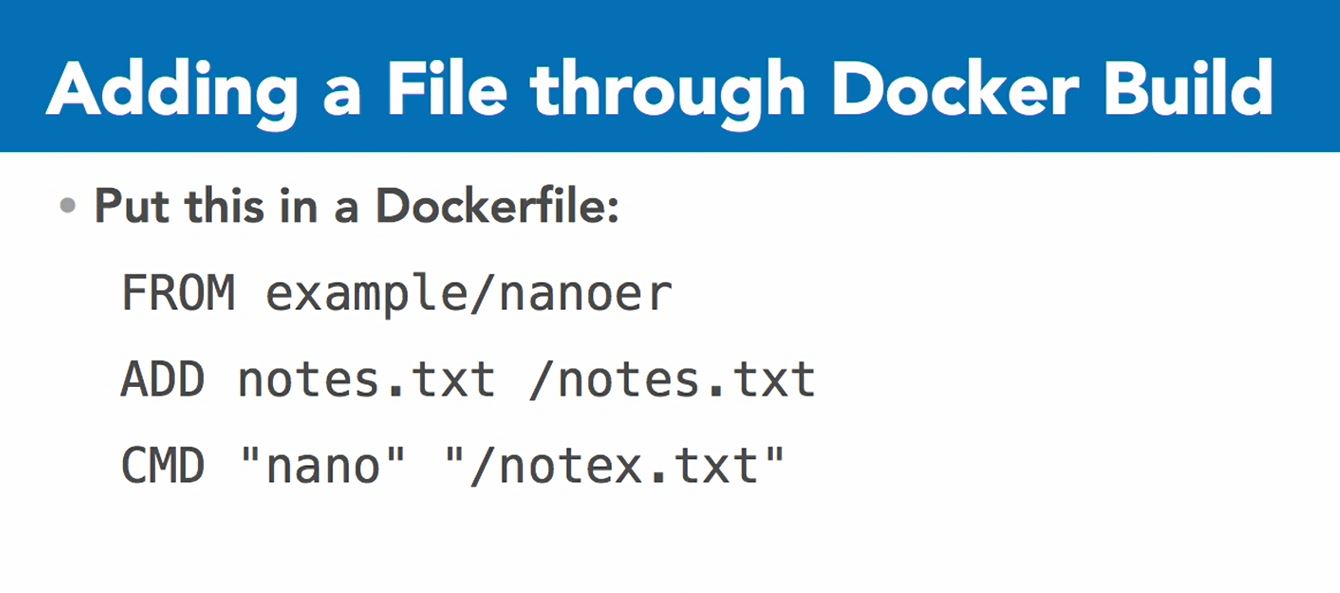 Adding a File through Docker Build
• Put this in a Dockerfile:
FROM example/nanoer
ADD notes.txt /notes.txt
CMD "nano" "/notex.txt"